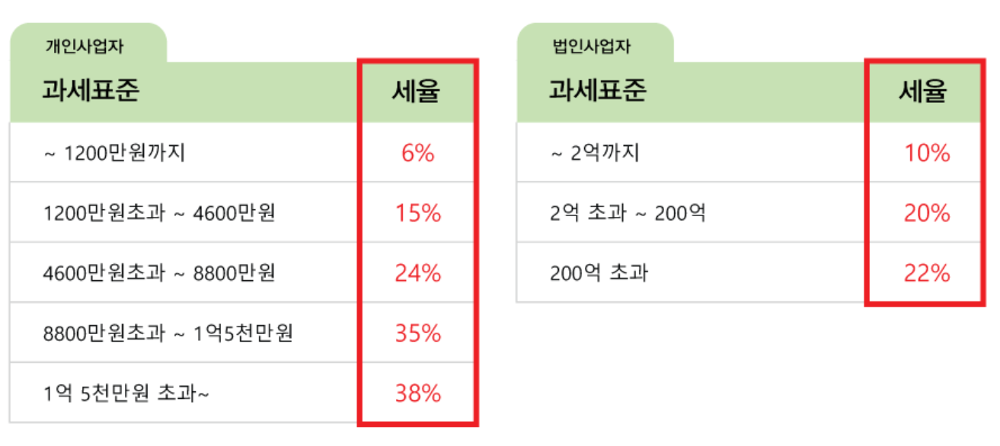 개인사업자
과세표준 세율
~ 1200만원까지 6%
1200만원초과 ~ 4600만원 15%
4600만원초과 ~ 8800만원 24%
8800만원초과 ~ 1억5천만원 35%
1억 5천만원 초과~ 38%
법인사업자
과세표준 세율
~ 2억까지 10%
2억 초과 ~ 200억 20%
200억 초과 22%